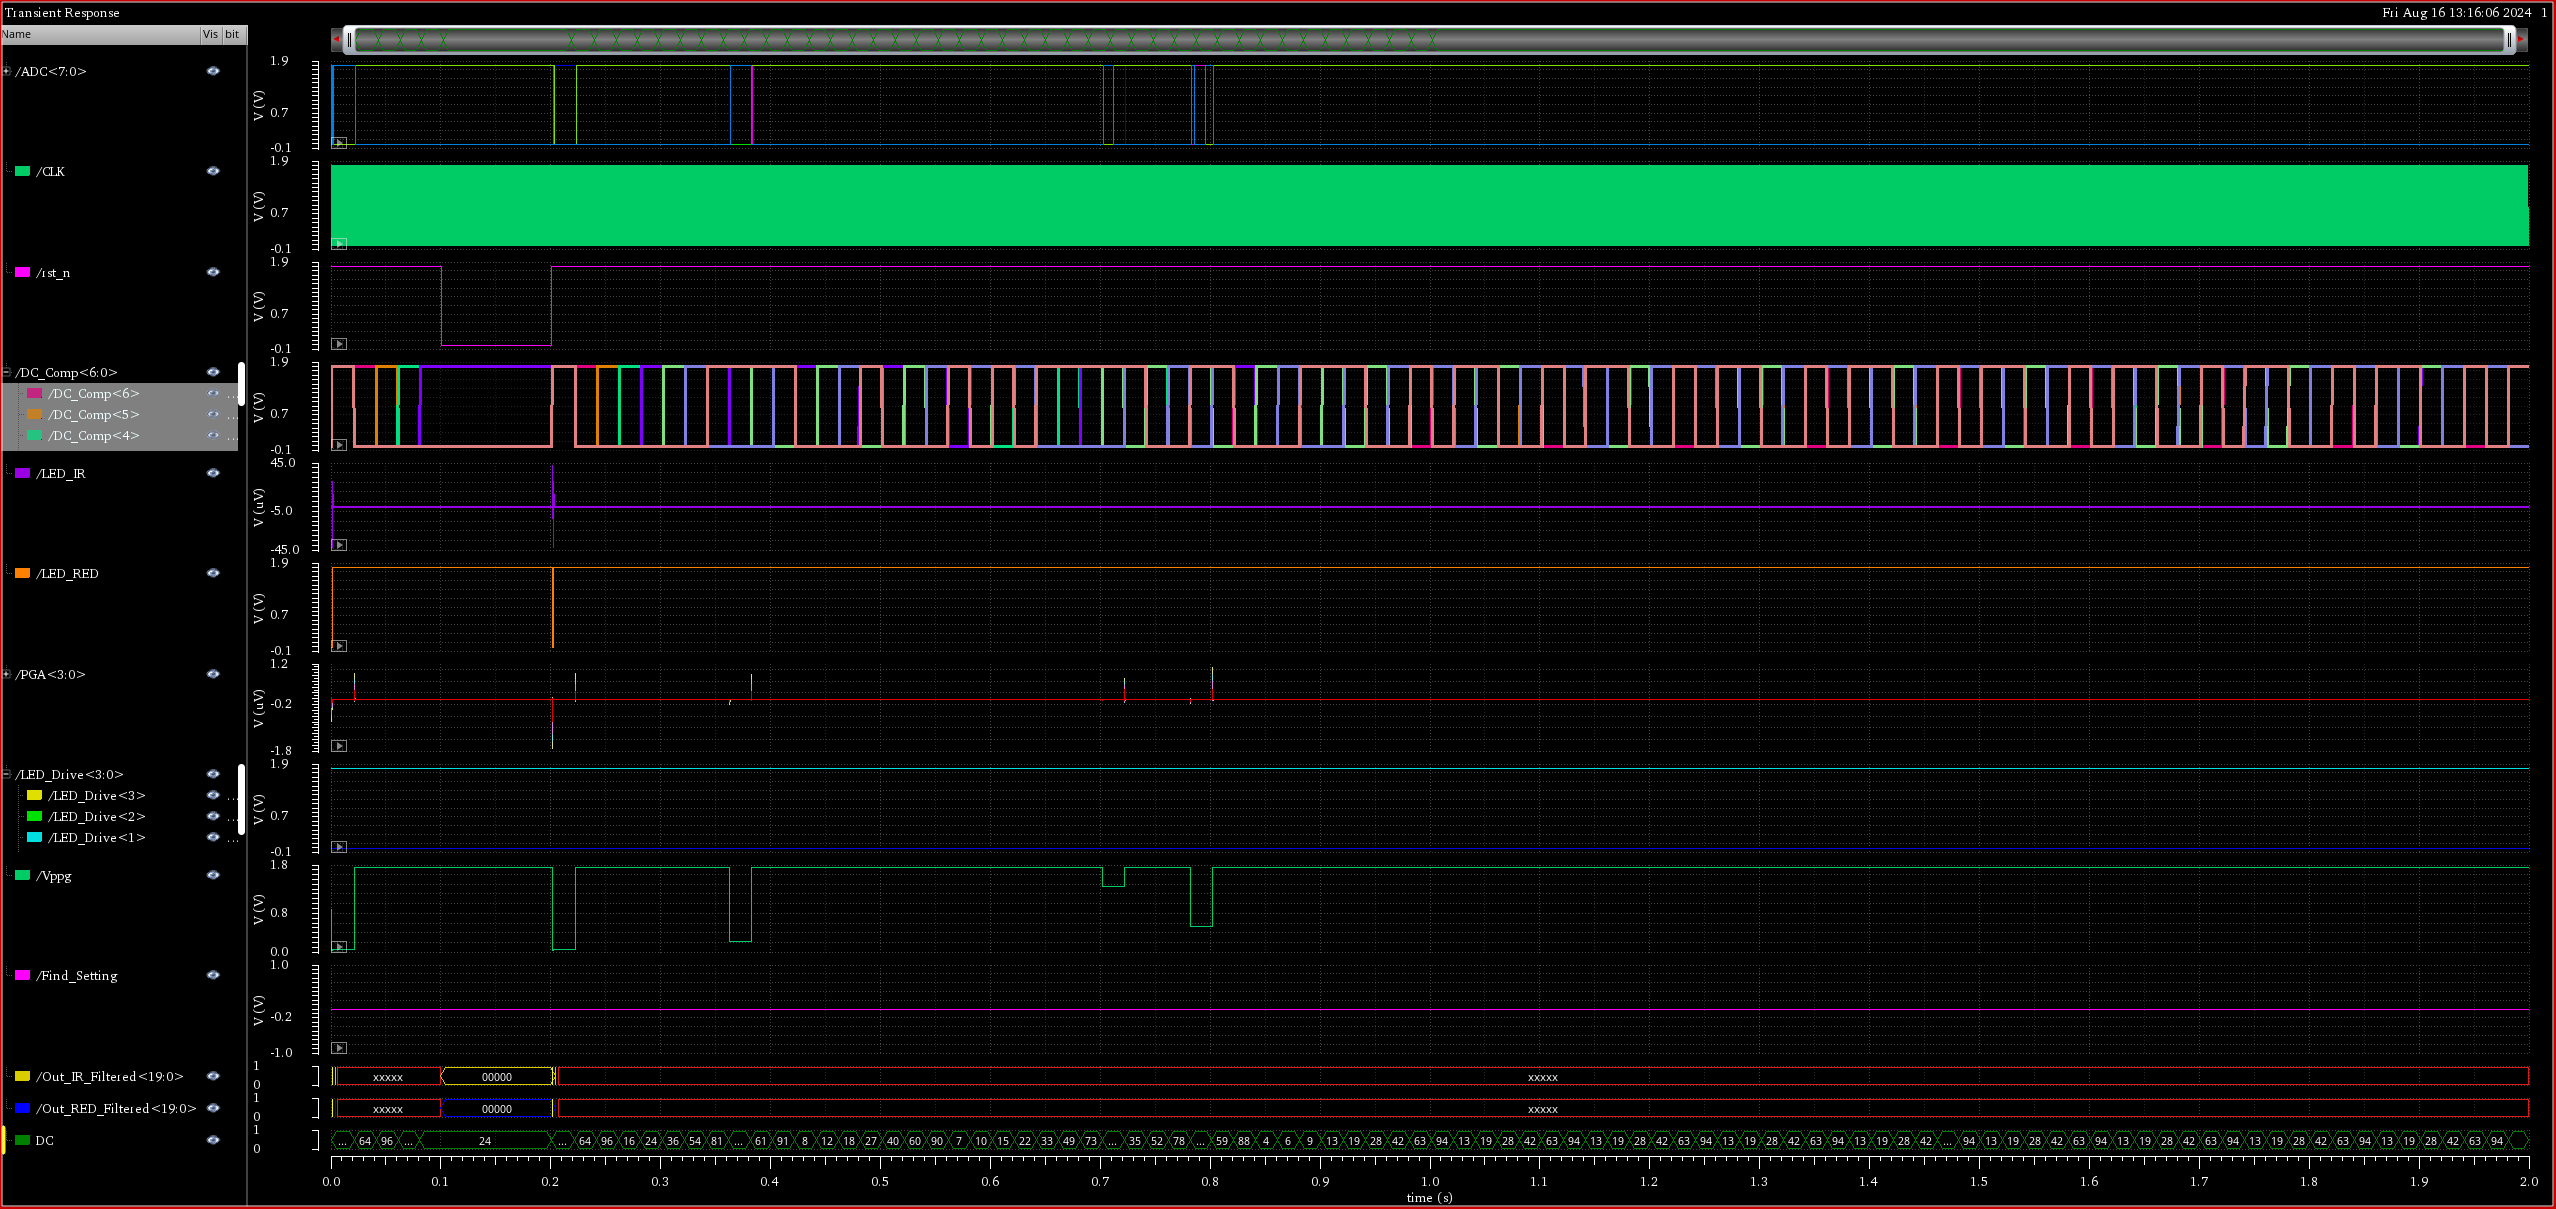 Transient Response
Fri Aug 16 13:16:06 2024 1
Name Vis bit
/ADC<7:0>
1.9
0.7
-0.1
V (V)
/CLK
1.9
0.7
-0.1
V (V)
/rst_n
1.9
0.7
-0.1
V (V)
/DC_Comp<6:0>
/DC_Comp<6> ...
/DC_Comp<5> ...
/DC_Comp<4> ...
1.9
0.7
-0.1
V (V)
/LED_IR
45.0
-5.0
-45.0
V (uV)
/LED_RED
1.9
0.7
-0.1
V (V)
/PGA<3:0>
1.2
-0.2
-1.8
V (uV)
/LED_Drive<3:0>
/LED_Drive<3> ...
/LED_Drive<2> ...
/LED_Drive<1> ...
1.9
0.7
-0.1
V (V)
/Vppg
1.8
0.8
0.0
V (V)
/Find_Setting
1.0
-0.2
-1.0
V (V)
/Out_IR_Filtered<19:0> 1 0 xxxxx 00000 xxxxx
/Out_RED_Filtered<19:0> 1 0 xxxxx 00000 xxxxx
DC 1 0 ... 64 96 ... 24 ... 64 96 16 24 36 54 81 ... 61 91 8 12 18 27 40 60 90 7 10 15 22 33 49 73 ... 35 52 78 ... 59 88 4 6 9 13 19 28 42 63 94 13 19 28 42 63 94 13 19 28 42 63 94 13 19 28 42 63 94 13 19 28 42 ... 94 13 19 28 42 63 94 13 19 28 42 63 94 13 19 28 42 63 94 13 19 28 42 63 94
0.0 0.1 0.2 0.3 0.4 0.5 0.6 0.7 0.8 0.9 1.0 1.1 1.2 1.3 1.4 1.5 1.6 1.7 1.8 1.9 2.0
time (s)